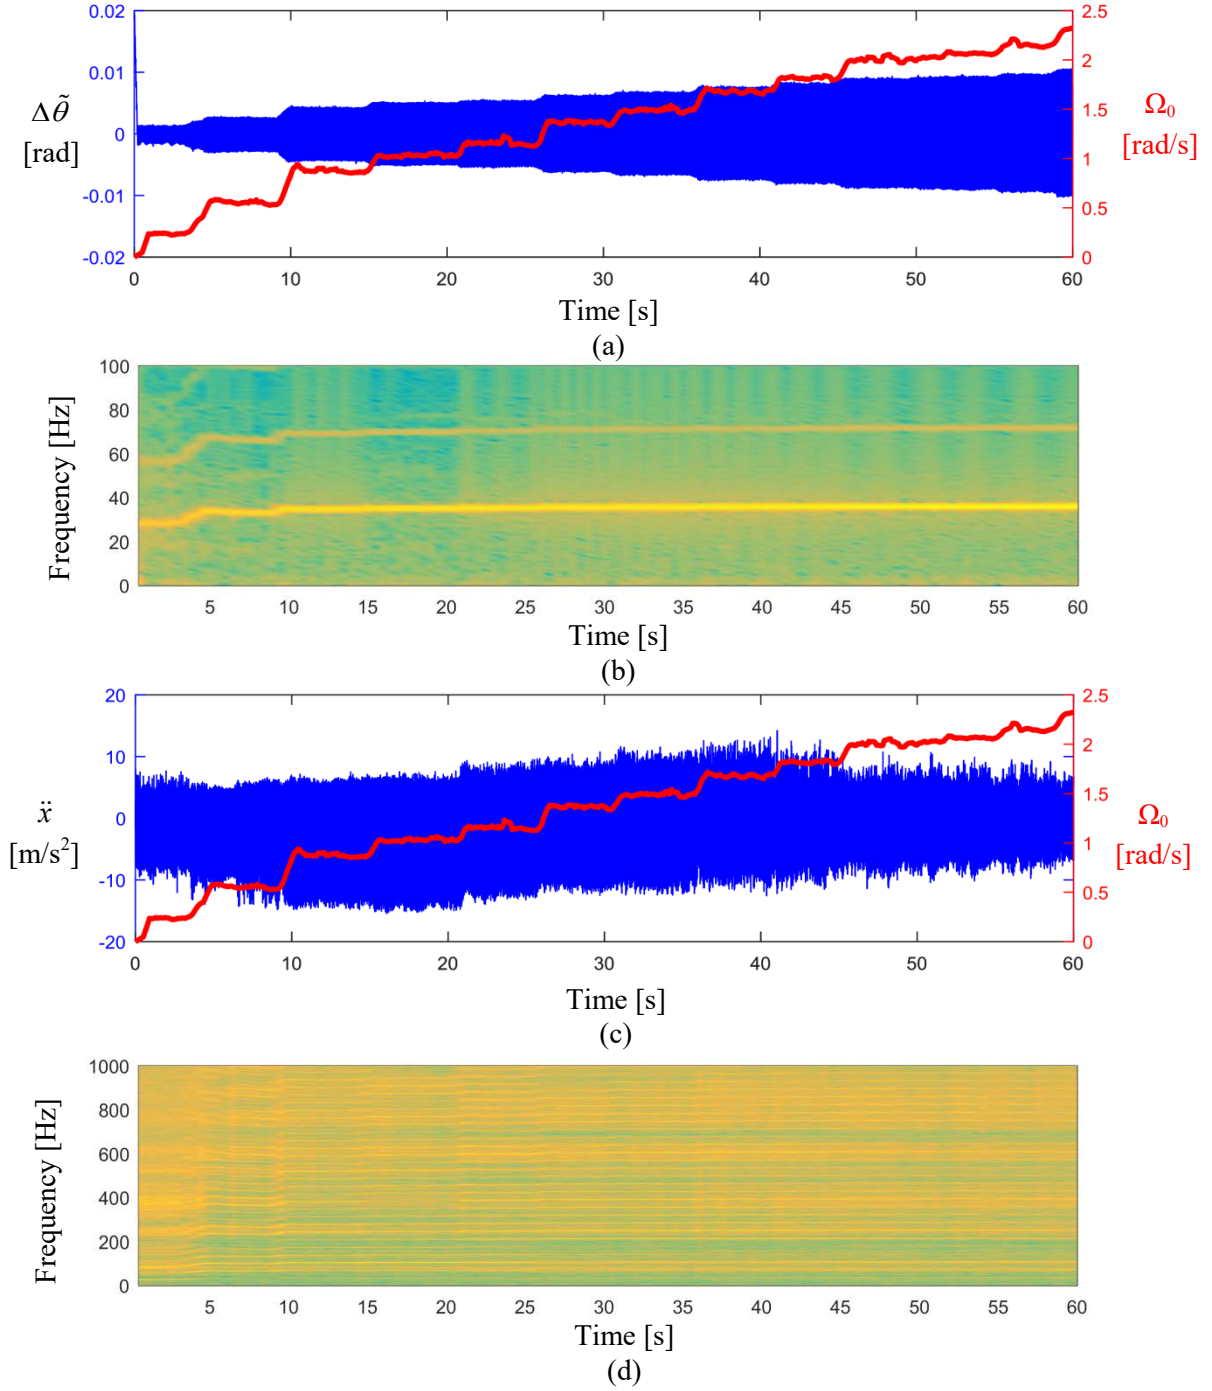 0.02
0.01
0
-0.01
-0.02
Δθ̃
[rad]
2.5
2
1.5
1
0.5
0
Ω₀
[rad/s]
0 10 20 30 40 50 60
Time [s]
(a)
100
80
60
40
20
0
Frequency [Hz]
5 10 15 20 25 30 35 40 45 50 55 60
Time [s]
(b)
20
10
0
-10
-20
ẍ
[m/s²]
2.5
2
1.5
1
0.5
0
Ω₀
[rad/s]
0 10 20 30 40 50 60
Time [s]
(c)
1000
800
600
400
200
0
Frequency [Hz]
5 10 15 20 25 30 35 40 45 50 55 60
Time [s]
(d)